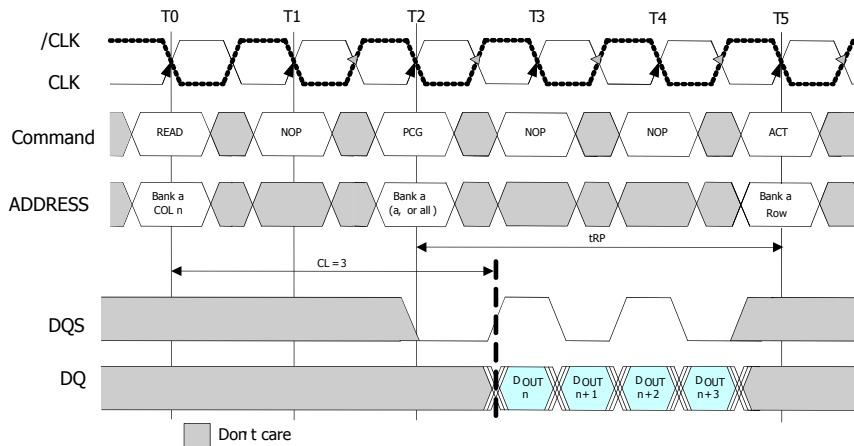 T0 T1 T2 T3 T4 T5
/CLK
CLK
Command READ NOP PCG NOP NOP ACT
ADDRESS
Bank a
COL n
Bank a
(a, or all )
Bank a
Row
tRP
CL = 3
DQS
DQ
DOUT
n
DOUT
n+1
DOUT
n+2
DOUT
n+3
Don't care